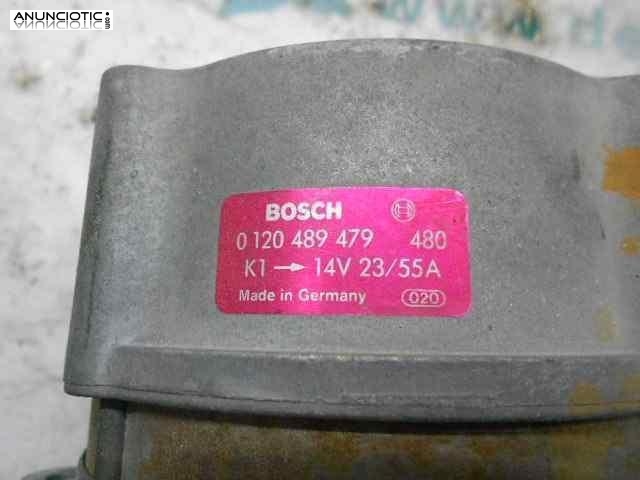 ANUNCIOTIC
BOSCH
0 120 489 479 480
K1 → 14V 23/55A
Made in Germany 020